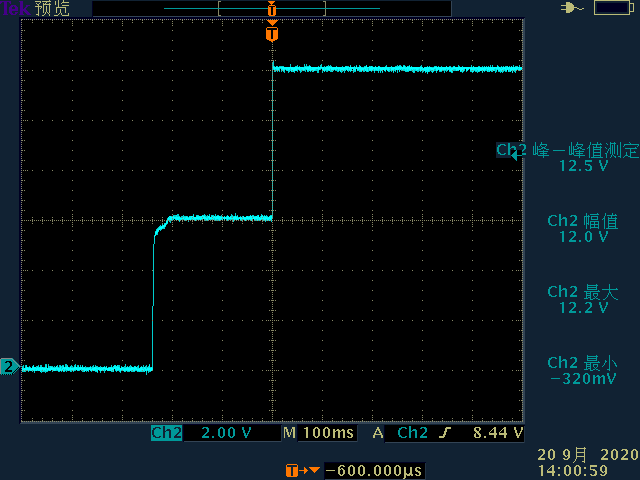 Tek 预览
T
T
Ch2 峰－峰值测定
12.5 V
Ch2 幅值
12.0 V
Ch2 最大
12.2 V
2
Ch2 最小
−320mV
Ch2 2.00 V M 100ms A Ch2 8.44 V
T→▼ −600.000µs
20 9月 2020
14:00:59